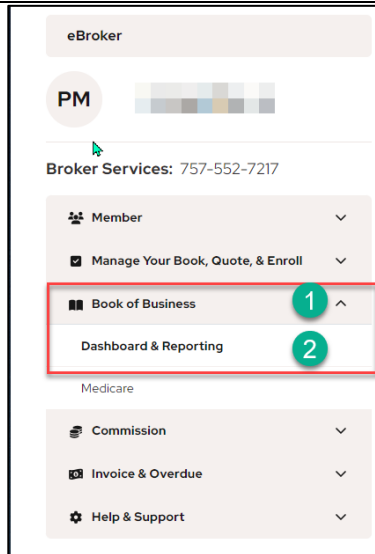 eBroker
PM
Broker Services: 757-552-7217
Member
Manage Your Book, Quote, & Enroll
Book of Business 1
Dashboard & Reporting 2
Medicare
Commission
Invoice & Overdue
Help & Support